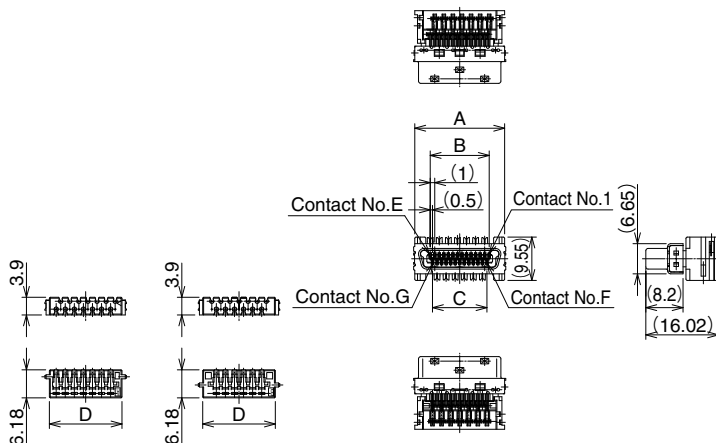 A
B
(1)
(0.5)
Contact No.E
Contact No.1
(6.65)
(9.55)
Contact No.G
C
Contact No.F
(8.2)
(16.02)
3.9
3.9
6.18
D
6.18
D